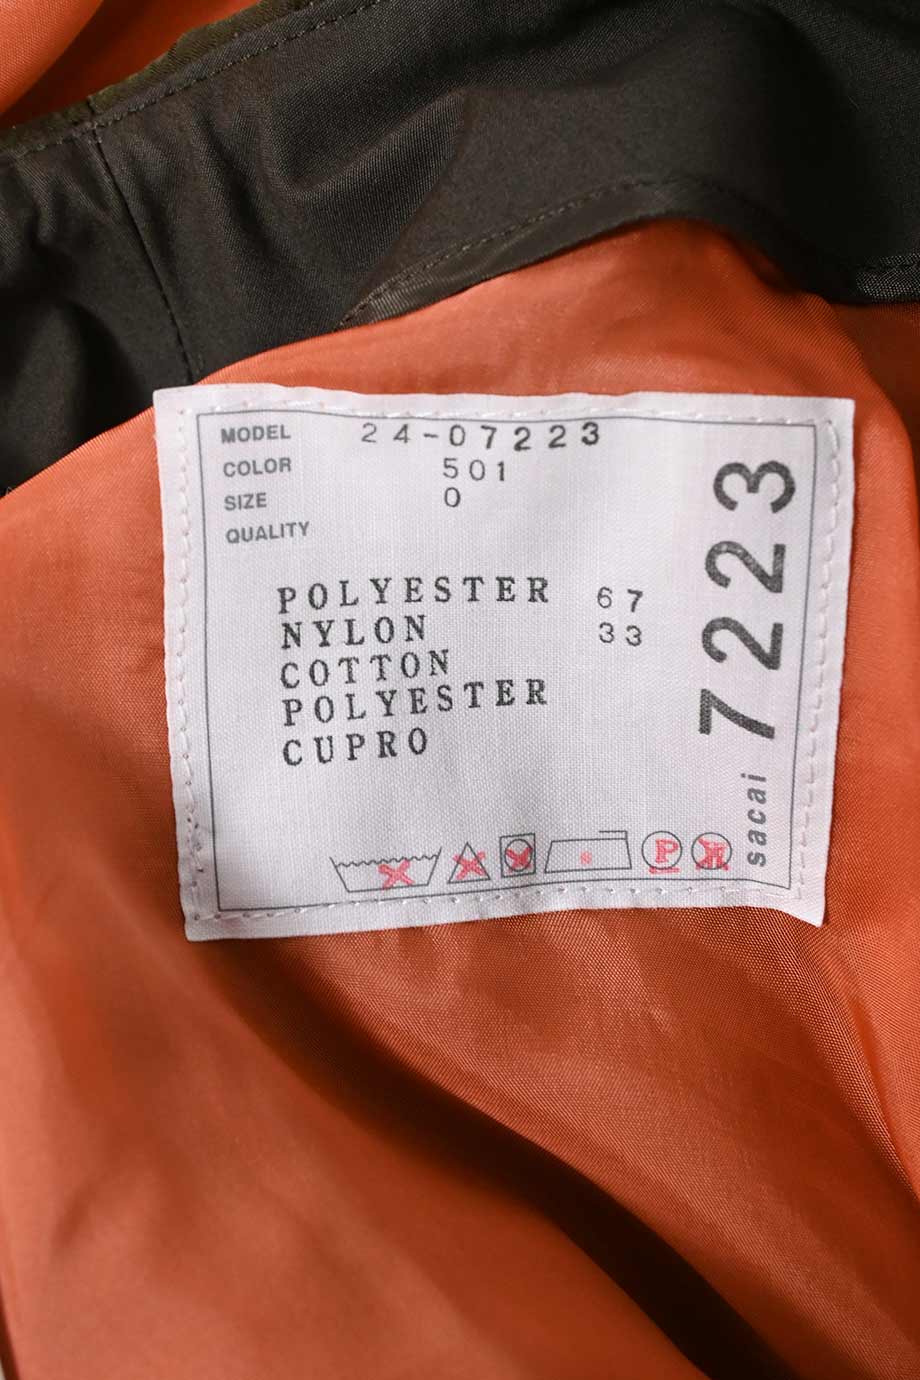 MODEL 24-07223
COLOR 501
SIZE 0
QUALITY
POLYESTER 67
NYLON 33
COTTON
POLYESTER
CUPRO
P
sacai 7223